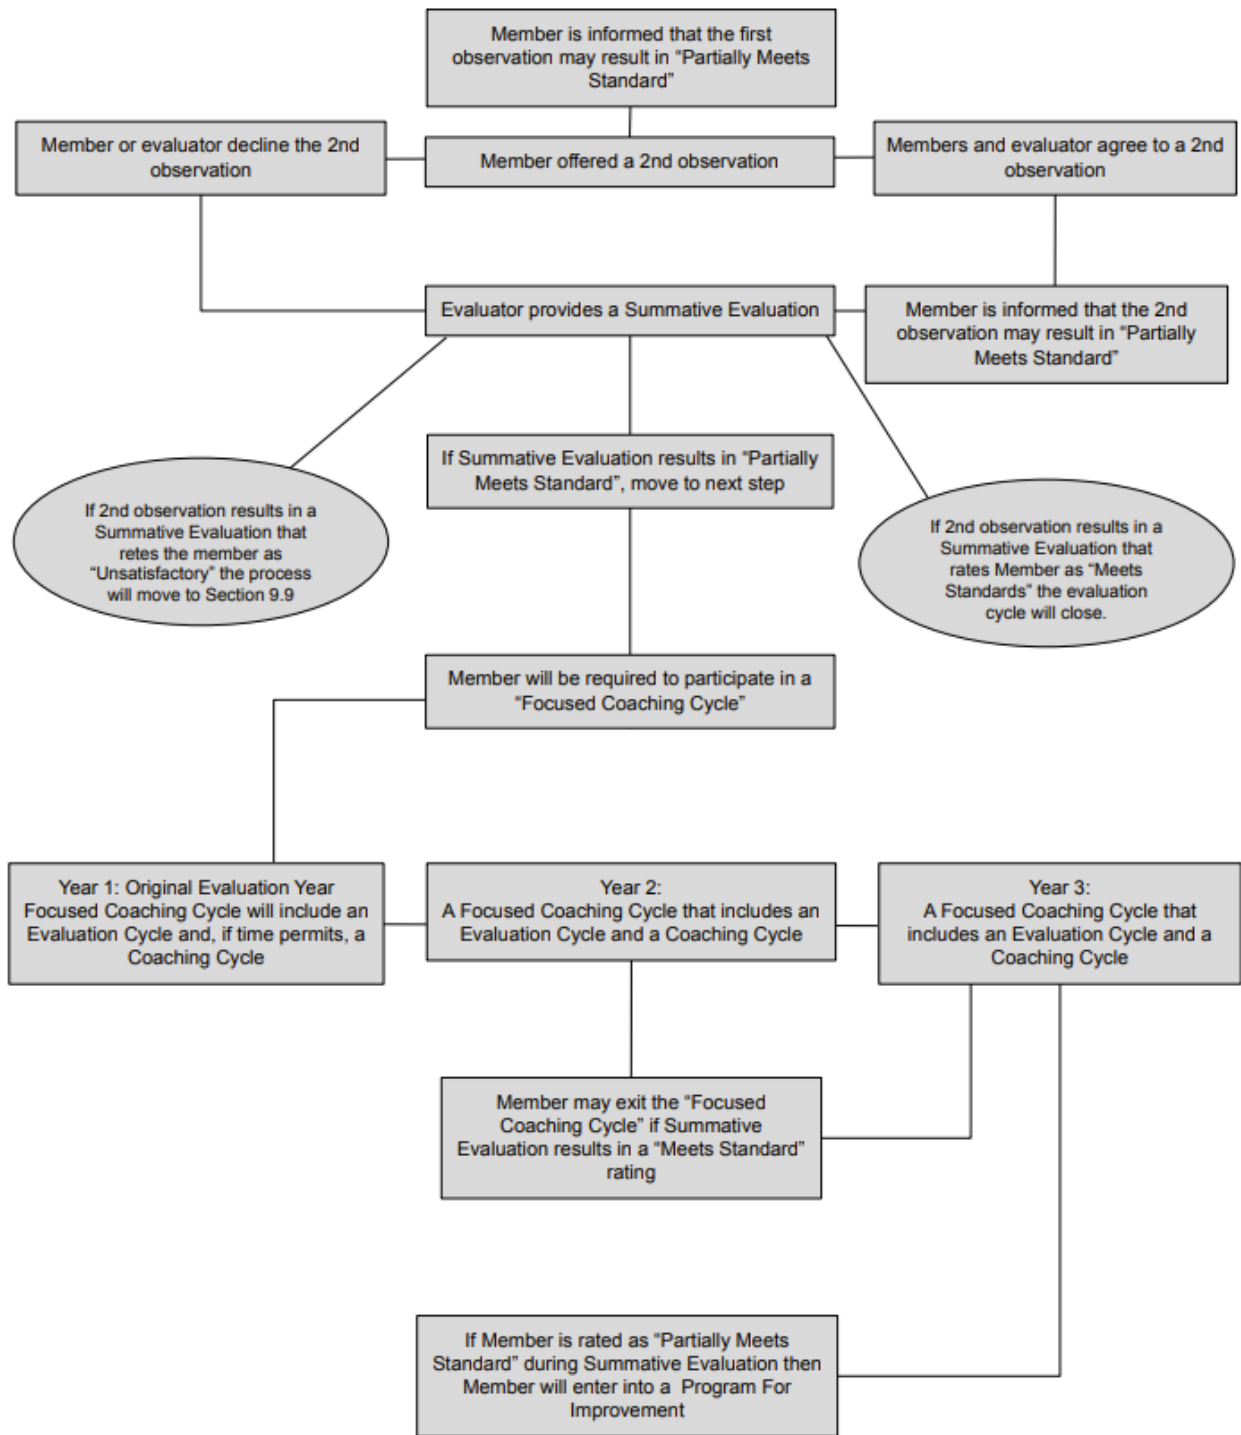 Member is informed that the first
observation may result in “Partially Meets
Standard”
Member or evaluator decline the 2nd
observation
Member offered a 2nd observation
Members and evaluator agree to a 2nd
observation
Evaluator provides a Summative Evaluation
Member is informed that the 2nd
observation may result in “Partially
Meets Standard”
If Summative Evaluation results in “Partially
Meets Standard”, move to next step
If 2nd observation results in a
Summative Evaluation that
retes the member as
“Unsatisfactory” the process
will move to Section 9.9
If 2nd observation results in a
Summative Evaluation that
rates Member as “Meets
Standards” the evaluation
cycle will close.
Member will be required to participate in a
“Focused Coaching Cycle”
Year 1: Original Evaluation Year
Focused Coaching Cycle will include an
Evaluation Cycle and, if time permits, a
Coaching Cycle
Year 2:
A Focused Coaching Cycle that includes an
Evaluation Cycle and a Coaching Cycle
Year 3:
A Focused Coaching Cycle that
includes an Evaluation Cycle and a
Coaching Cycle
Member may exit the “Focused
Coaching Cycle” if Summative
Evaluation results in a “Meets Standard”
rating
If Member is rated as “Partially Meets
Standard” during Summative Evaluation then
Member will enter into a Program For
Improvement